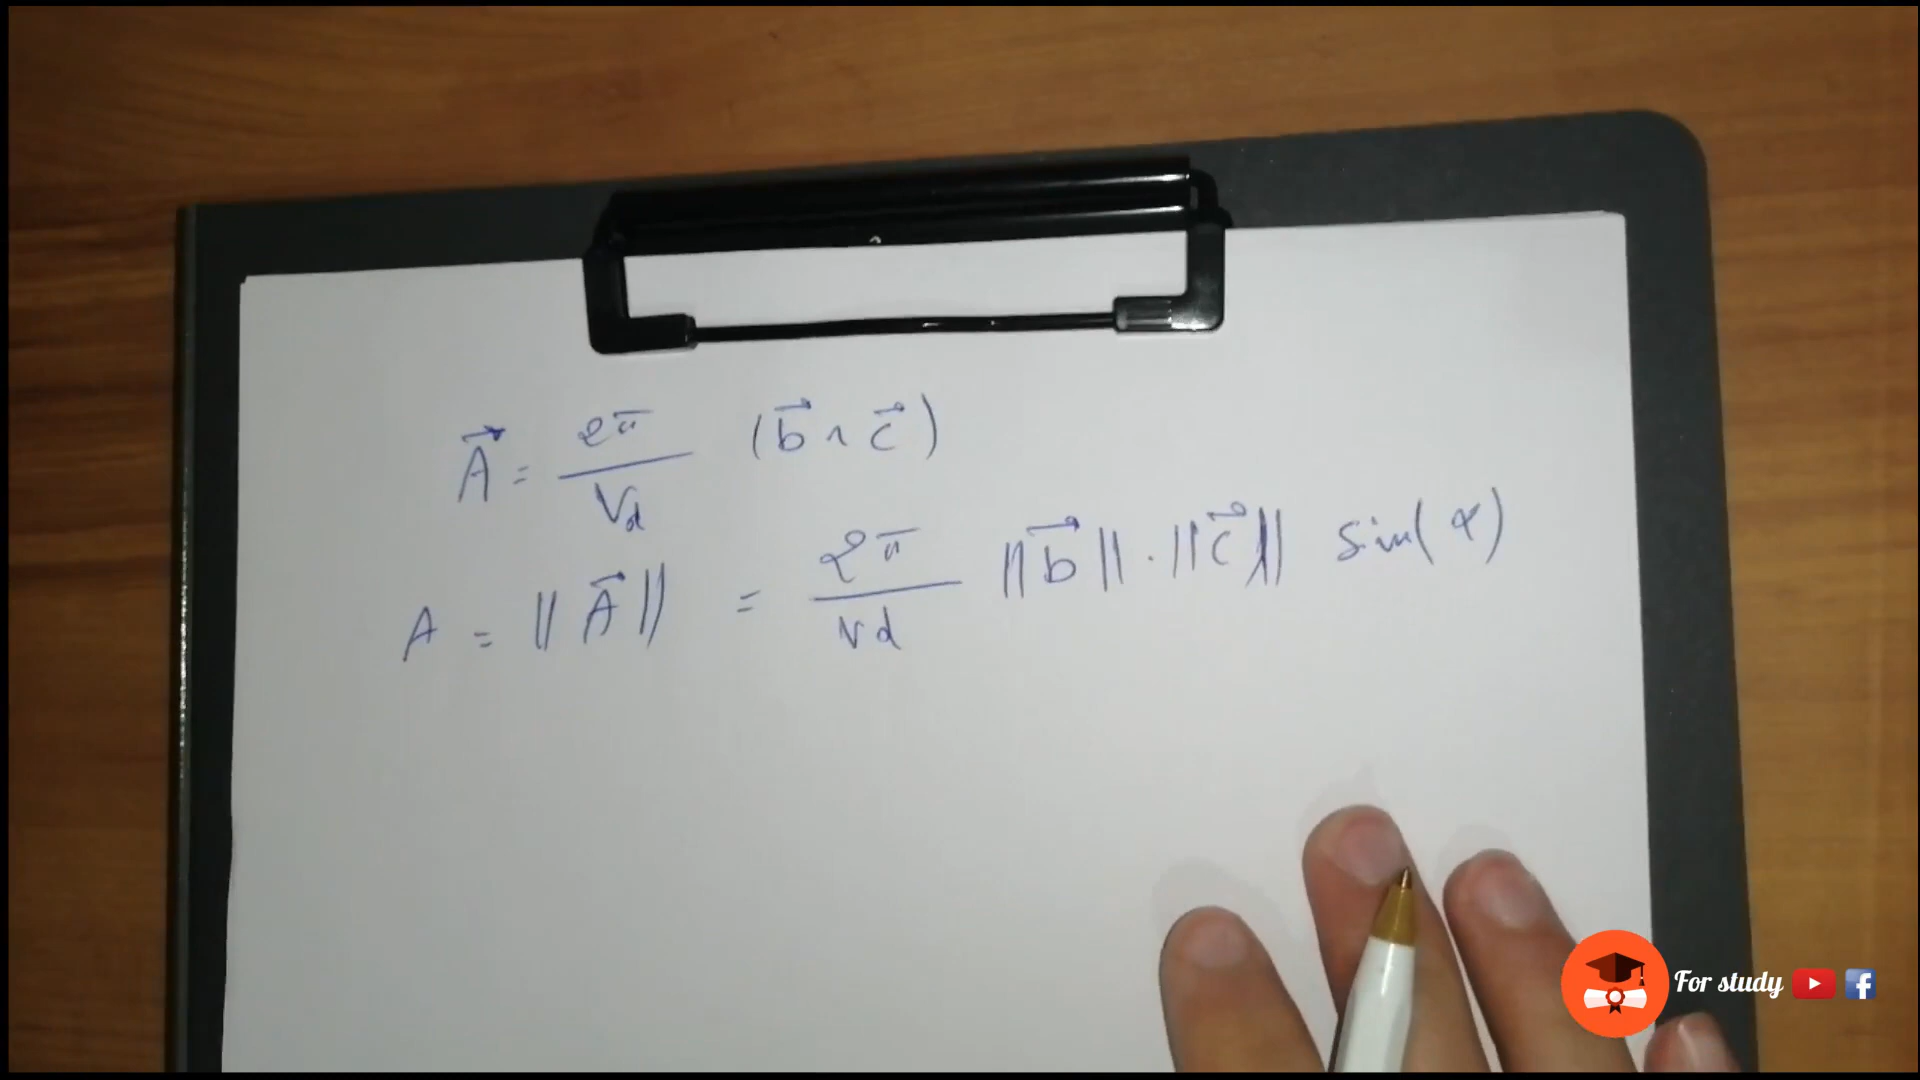 A⃗ = 2π / Vd (b⃗ ∧ c⃗)
A = ||A⃗|| = 2π / Vd ||b⃗|| . ||c⃗|| sin(α)
For study